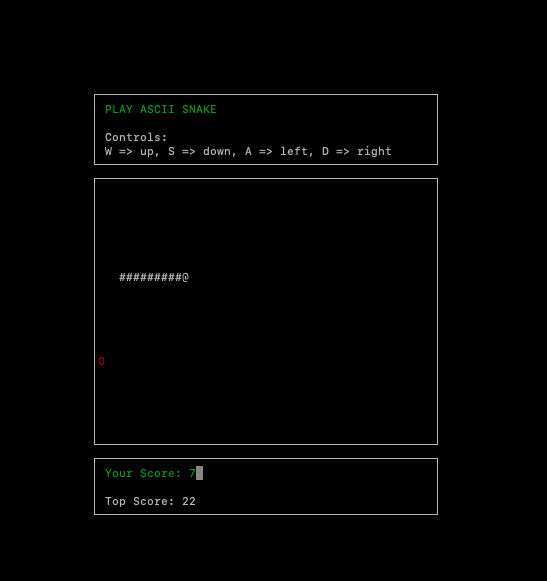 PLAY ASCII SNAKE
Controls:
W => up, S => down, A => left, D => right
#########@
O
Your Score: 7
Top Score: 22